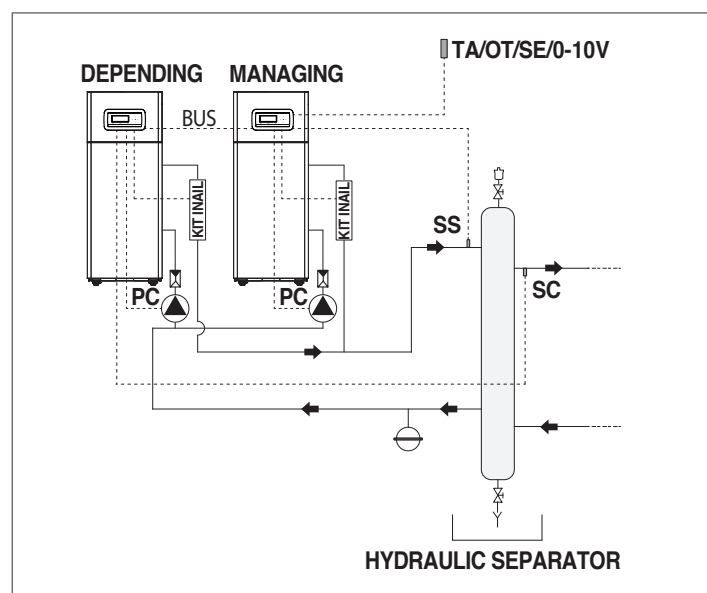 TA/OT/SE/0-10V
DEPENDING
MANAGING
BUS
KIT INAIL
KIT INAIL
SS
SC
PC
PC
HYDRAULIC SEPARATOR